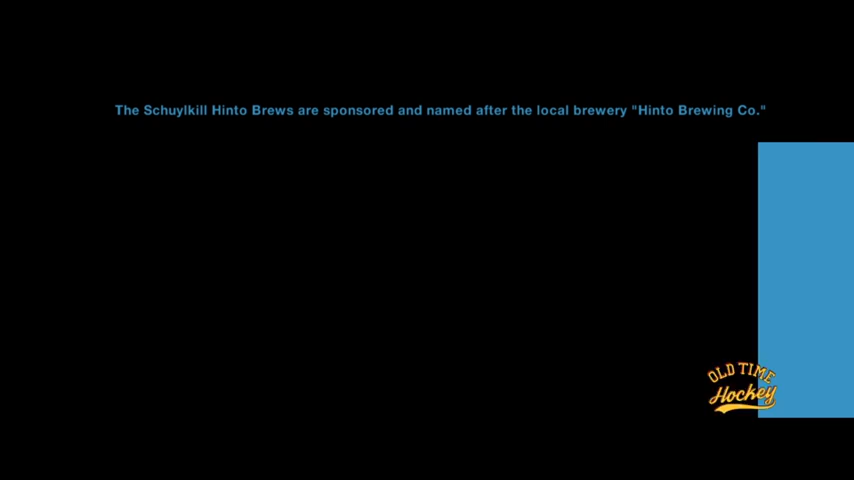 The Schuylkill Hinto Brews are sponsored and named after the local brewery "Hinto Brewing Co."
OLD TIME
Hockey